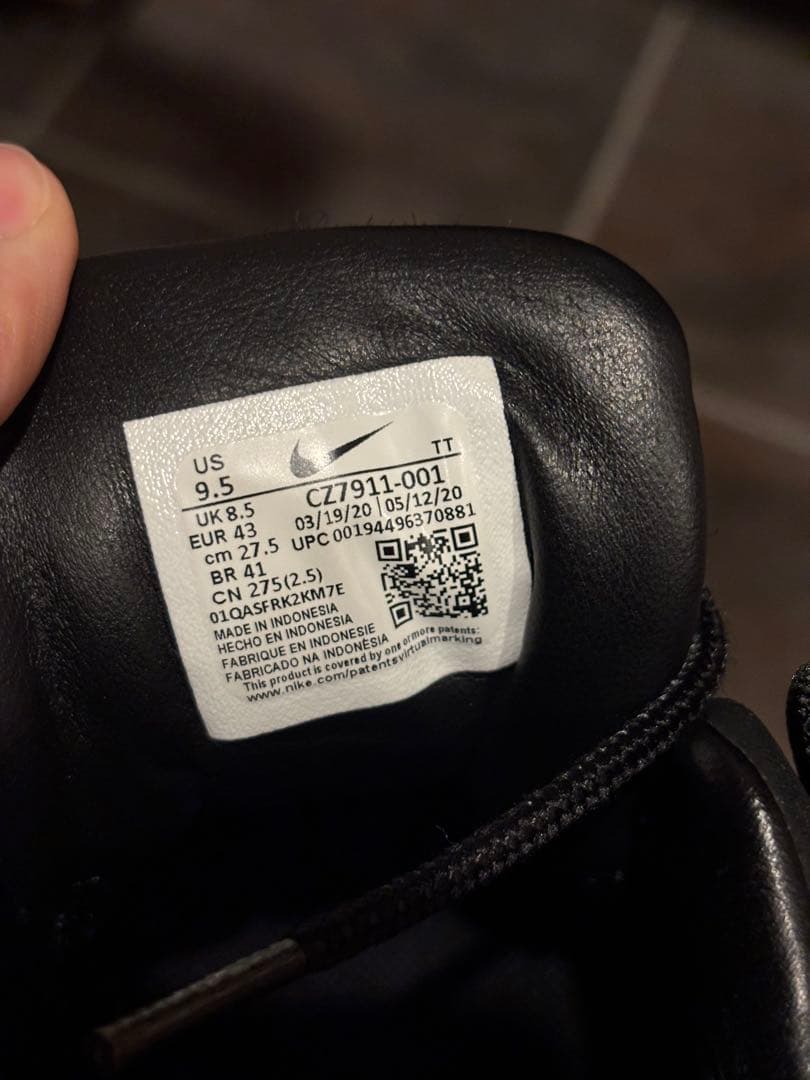 US
9.5
TT
CZ7911-001
UK 8.5
03/19/20 | 05/12/20
EUR 43
UPC 00194496370881
cm 27.5
BR 41
CN 275(2.5)
01QASFRK2KM7E
MADE IN INDONESIA
HECHO EN INDONESIA
FABRIQUE EN INDONESIE
FABRICADO NA INDONÉSIA
This product is covered by one or more patents:
www.nike.com/patentsvirtualmarking